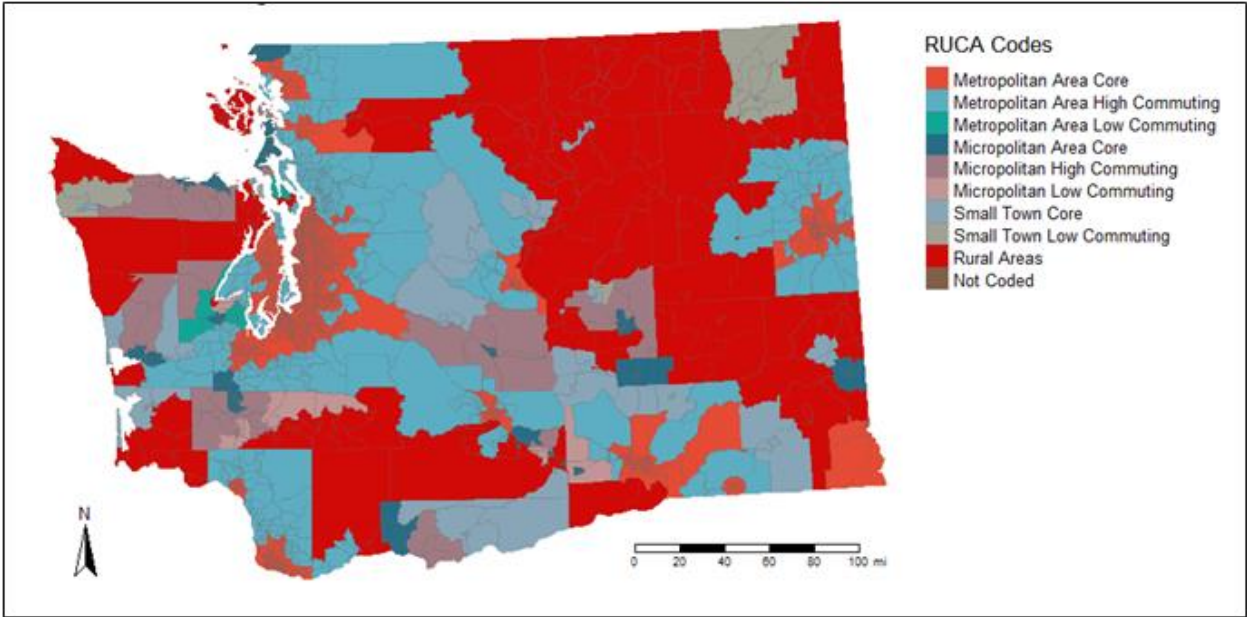 RUCA Codes
Metropolitan Area Core
Metropolitan Area High Commuting
Metropolitan Area Low Commuting
Micropolitan Area Core
Micropolitan High Commuting
Micropolitan Low Commuting
Small Town Core
Small Town Low Commuting
Rural Areas
Not Coded
N
0 20 40 60 80 100 mi